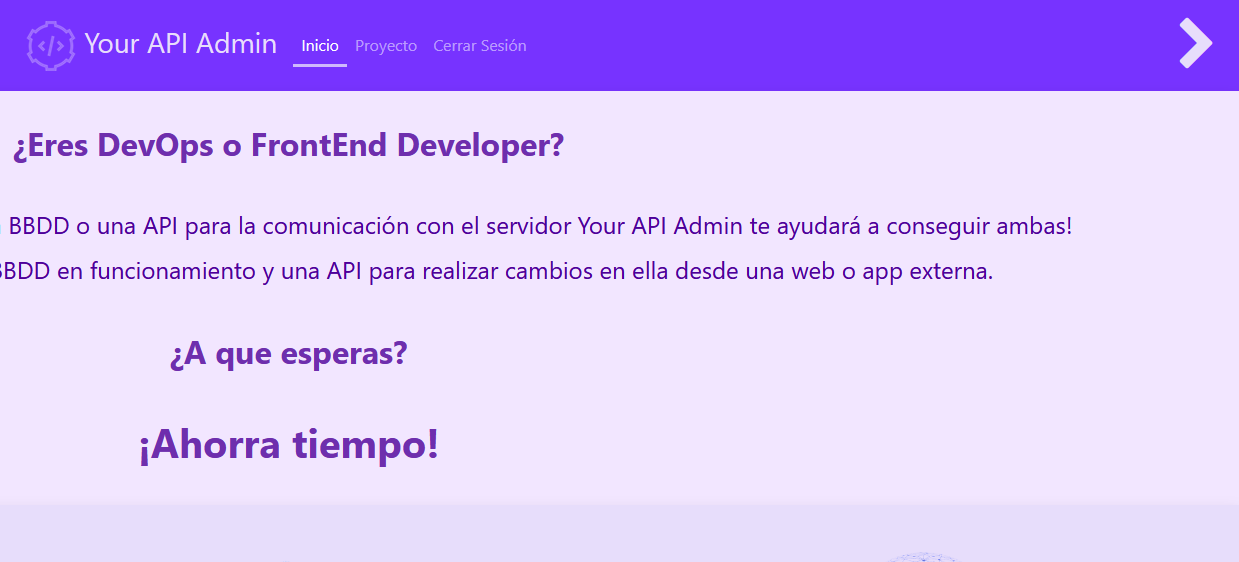 Your API Admin Inicio Proyecto Cerrar Sesión
¿Eres DevOps o FrontEnd Developer?
BBDD o una API para la comunicación con el servidor Your API Admin te ayudará a conseguir ambas!
BBDD en funcionamiento y una API para realizar cambios en ella desde una web o app externa.
¿A que esperas?
¡Ahorra tiempo!